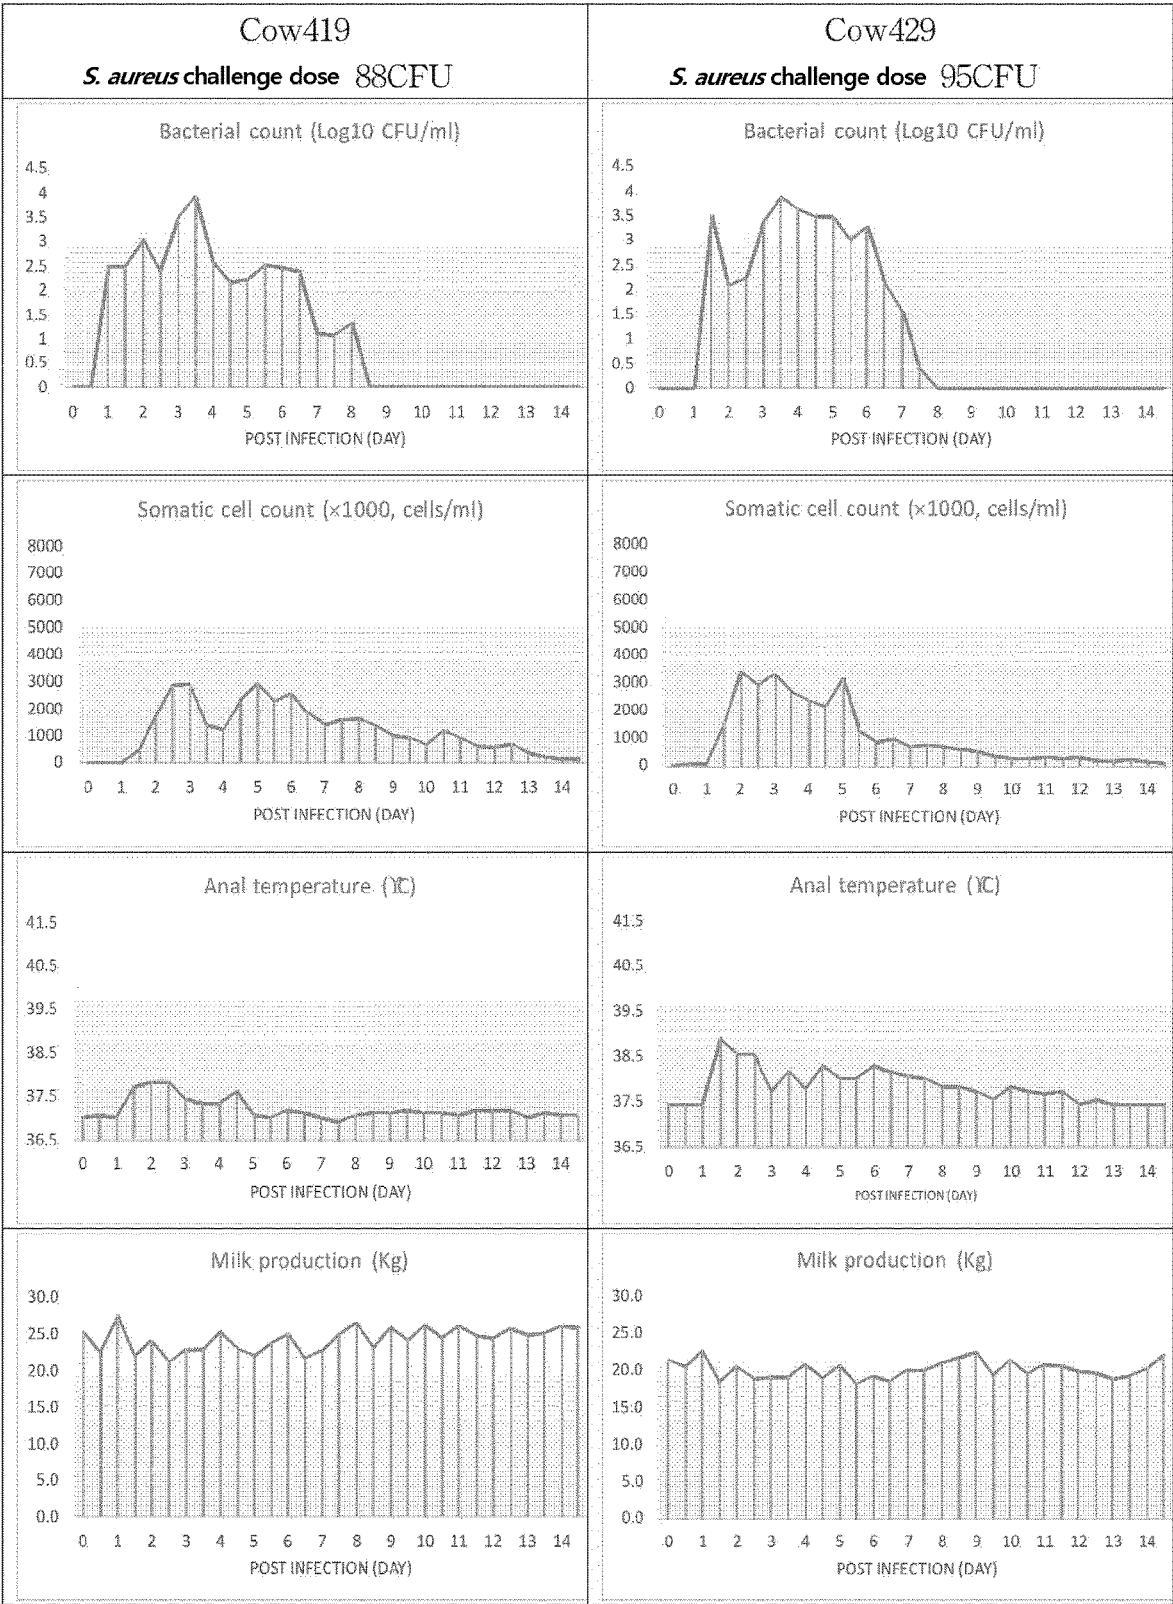 Cow419
S. aureus challenge dose 88CFU
Cow429
S. aureus challenge dose 95CFU
Bacterial count (Log10 CFU/ml)
4.5
4
3.5
3
2.5
2
1.5
1
0.5
0
0 1 2 3 4 5 6 7 8 9 10 11 12 13 14
POST INFECTION (DAY)
Bacterial count (Log10 CFU/ml)
4.5
4
3.5
3
2.5
2
1.5
1
0.5
0
0 1 2 3 4 5 6 7 8 9 10 11 12 13 14
POST INFECTION (DAY)
Somatic cell count (×1000, cells/ml)
8000
7000
6000
5000
4000
3000
2000
1000
0
0 1 2 3 4 5 6 7 8 9 10 11 12 13 14
POST INFECTION (DAY)
Somatic cell count (×1000, cells/ml)
8000
7000
6000
5000
4000
3000
2000
1000
0
0 1 2 3 4 5 6 7 8 9 10 11 12 13 14
POST INFECTION (DAY)
Anal temperature (℃)
41.5
40.5
39.5
38.5
37.5
36.5
0 1 2 3 4 5 6 7 8 9 10 11 12 13 14
POST INFECTION (DAY)
Anal temperature (℃)
41.5
40.5
39.5
38.5
37.5
36.5
0 1 2 3 4 5 6 7 8 9 10 11 12 13 14
POST INFECTION (DAY)
Milk production (Kg)
30.0
25.0
20.0
15.0
10.0
5.0
0.0
0 1 2 3 4 5 6 7 8 9 10 11 12 13 14
POST INFECTION (DAY)
Milk production (Kg)
30.0
25.0
20.0
15.0
10.0
5.0
0.0
0 1 2 3 4 5 6 7 8 9 10 11 12 13 14
POST INFECTION (DAY)